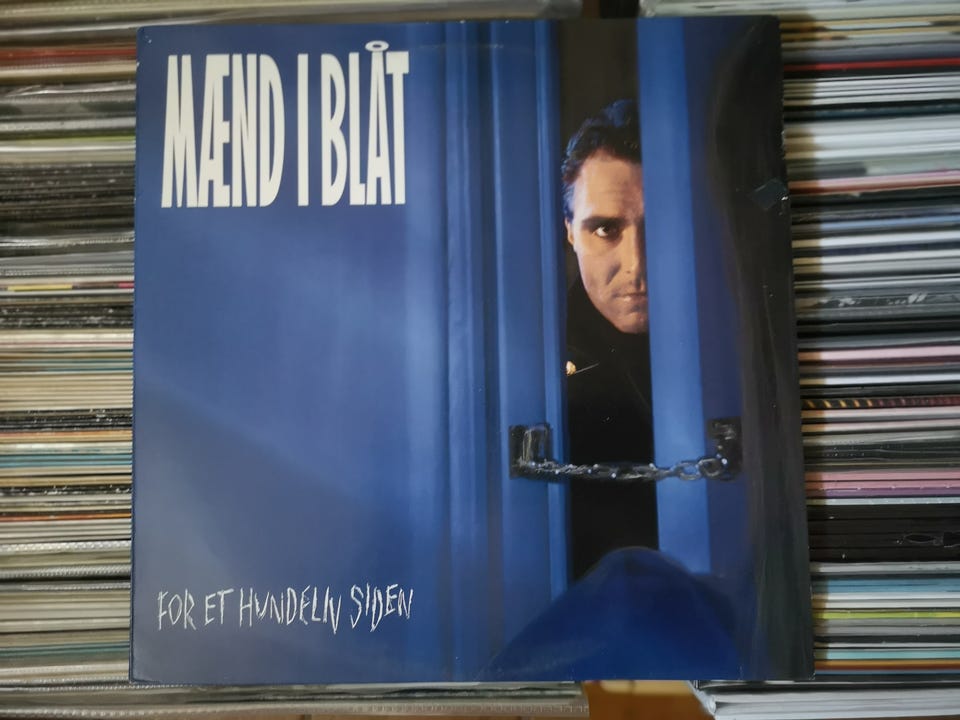 MÆND I BLÅT
FOR ET HUNDELIV SIDEN